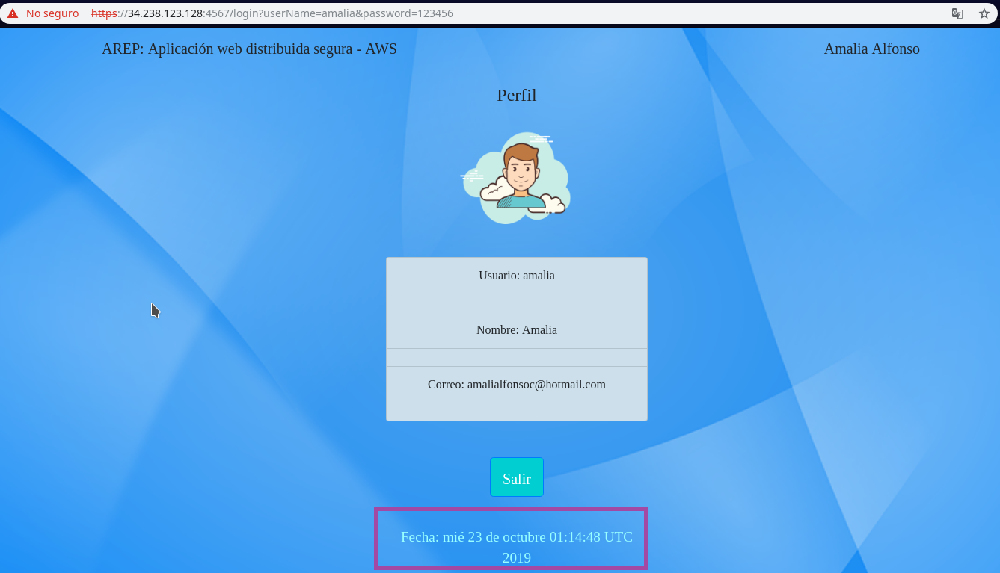 No seguro | https://34.238.123.128:4567/login?userName=amalia&password=123456
AREP: Aplicación web distribuida segura - AWS
Amalia Alfonso
Perfil
Usuario: amalia
Nombre: Amalia
Correo: amalialfonsoc@hotmail.com
Salir
Fecha: mié 23 de octubre 01:14:48 UTC
2019